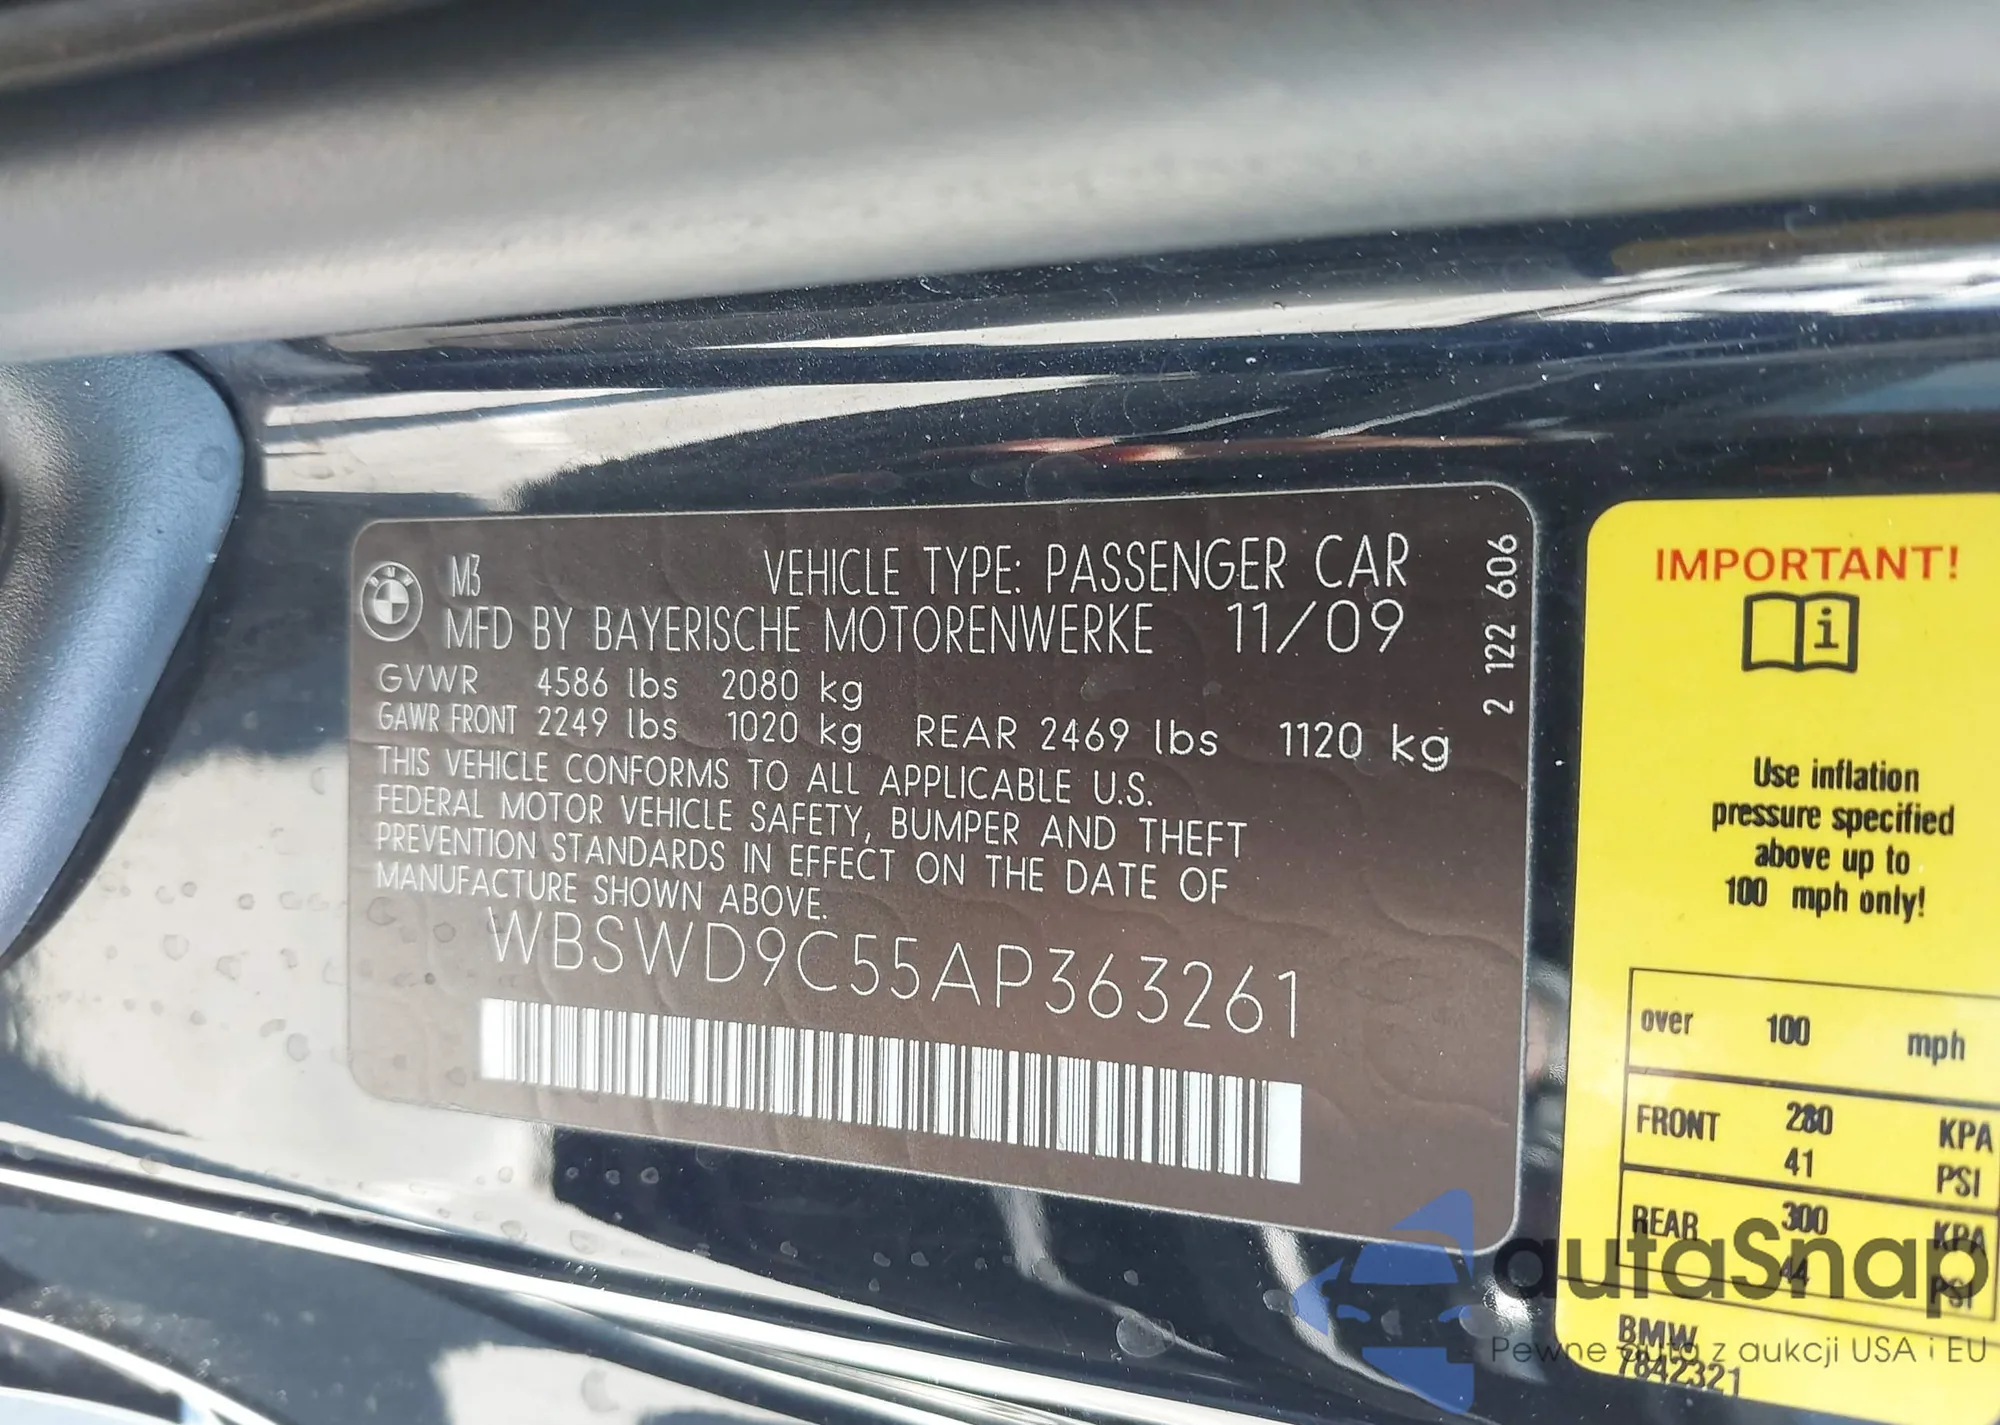 BMW
M3 VEHICLE TYPE: PASSENGER CAR
MFD BY BAYERISCHE MOTORENWERKE 11/09
GVWR 4586 lbs 2080 kg
GAWR FRONT 2249 lbs 1020 kg REAR 2469 lbs 1120 kg
THIS VEHICLE CONFORMS TO ALL APPLICABLE U.S.
FEDERAL MOTOR VEHICLE SAFETY, BUMPER AND THEFT
PREVENTION STANDARDS IN EFFECT ON THE DATE OF
MANUFACTURE SHOWN ABOVE.
WBSWD9C55AP363261
2 122 606
IMPORTANT!
i
Use inflation
pressure specified
above up to
100 mph only!
over 100 mph
FRONT 280 KPA
41 PSI
REAR 300 KPA
44 PSI
BMW
7842321
autaSnap
Pewne auta z aukcji USA i EU